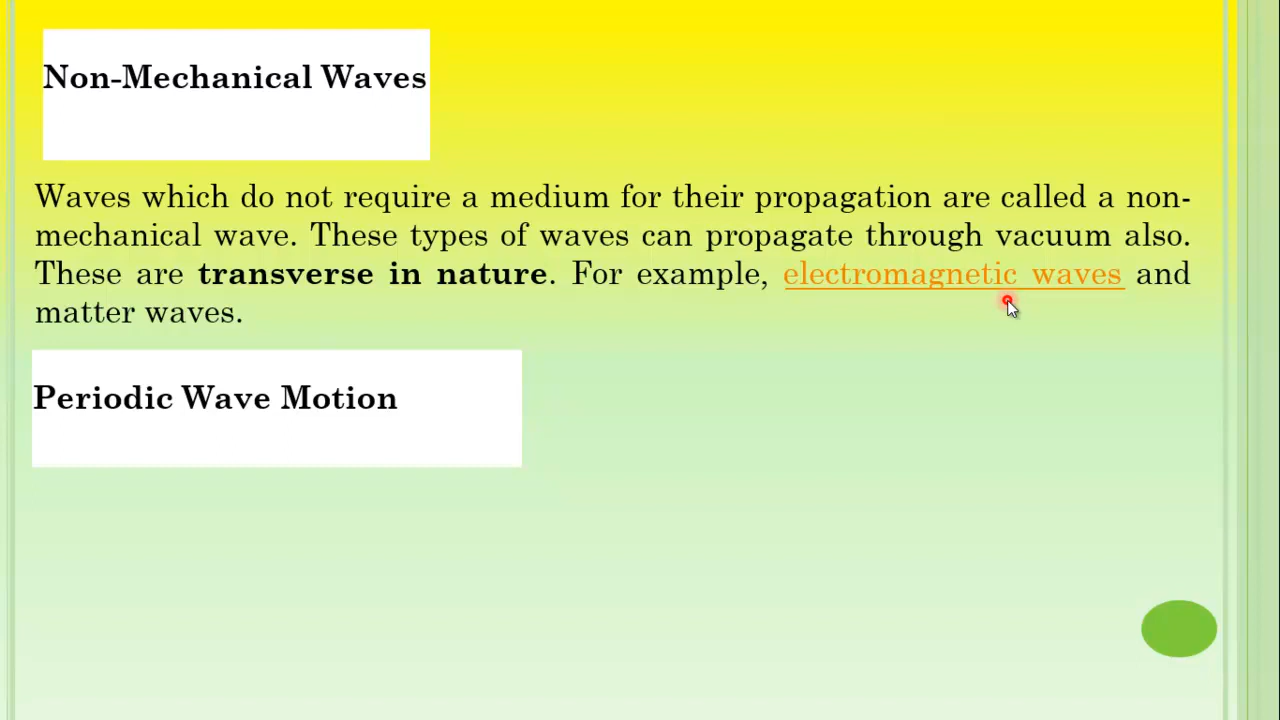 Non-Mechanical Waves
Waves which do not require a medium for their propagation are called a non-
mechanical wave. These types of waves can propagate through vacuum also.
These are transverse in nature. For example, electromagnetic waves and
matter waves.
Periodic Wave Motion